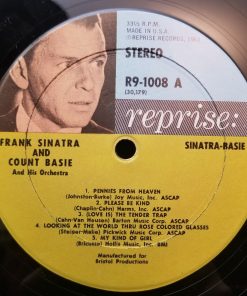 33⅓ R.P.M.
MADE IN U.S.A.
©REPRISE RECORDS, 1963
STEREO
R9-1008 A
(30,179)
reprise:
FRANK SINATRA
AND
COUNT BASIE
And His Orchestra
SINATRA-BASIE
1. PENNIES FROM HEAVEN
(Johnston-Burke) Joy Music, Inc. ASCAP
2. PLEASE BE KIND
(Chaplin-Cahn) Harms, Inc. ASCAP
3. (LOVE IS) THE TENDER TRAP
(Cahn-Van Heusen) Barton Music Corp. ASCAP
4. LOOKING AT THE WORLD THRU ROSE COLORED GLASSES
(Steiger-Malie) Pickwick Music Corp. ASCAP
5. MY KIND OF GIRL
(Bricusse) Hollis Music, Inc. BMI
Manufactured for
Bristol Productions